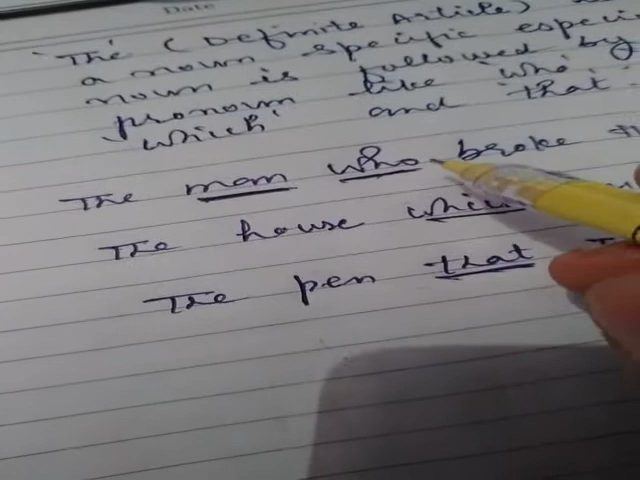 Date
'The' (Definite Article)
a noun specific especi
noun is followed by
pronoun like 'who'
'which' and 'that'
The man who broke
The house which
The pen that